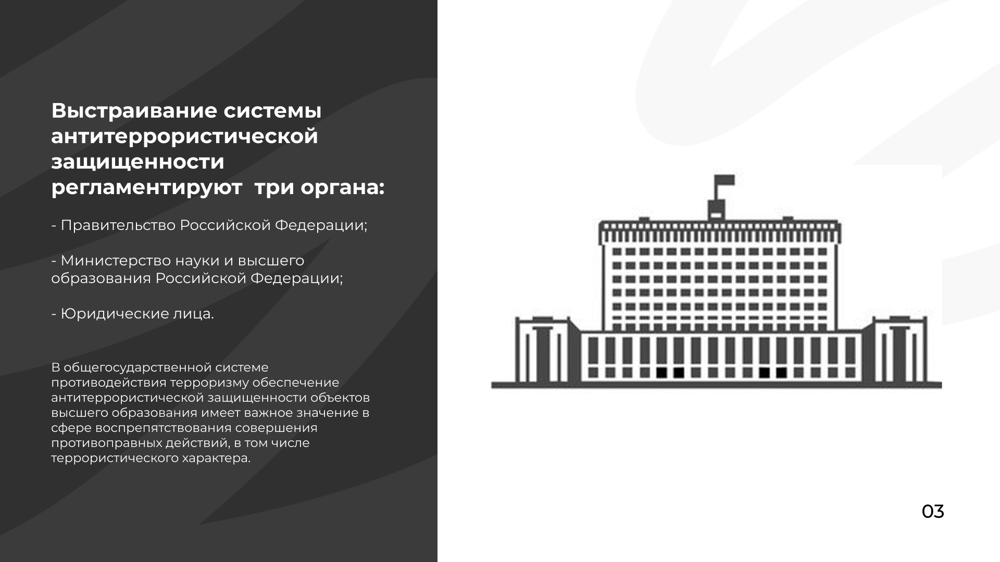 Выстраивание системы
антитеррористической
защищенности
регламентируют  три органа:
- Правительство Российской Федерации;
- Министерство науки и высшего
образования Российской Федерации;
- Юридические лица.
В общегосударственной системе
противодействия терроризму обеспечение
антитеррористической защищенности объектов
высшего образования имеет важное значение в
сфере воспрепятствования совершения
противоправных действий, в том числе
террористического характера.
03